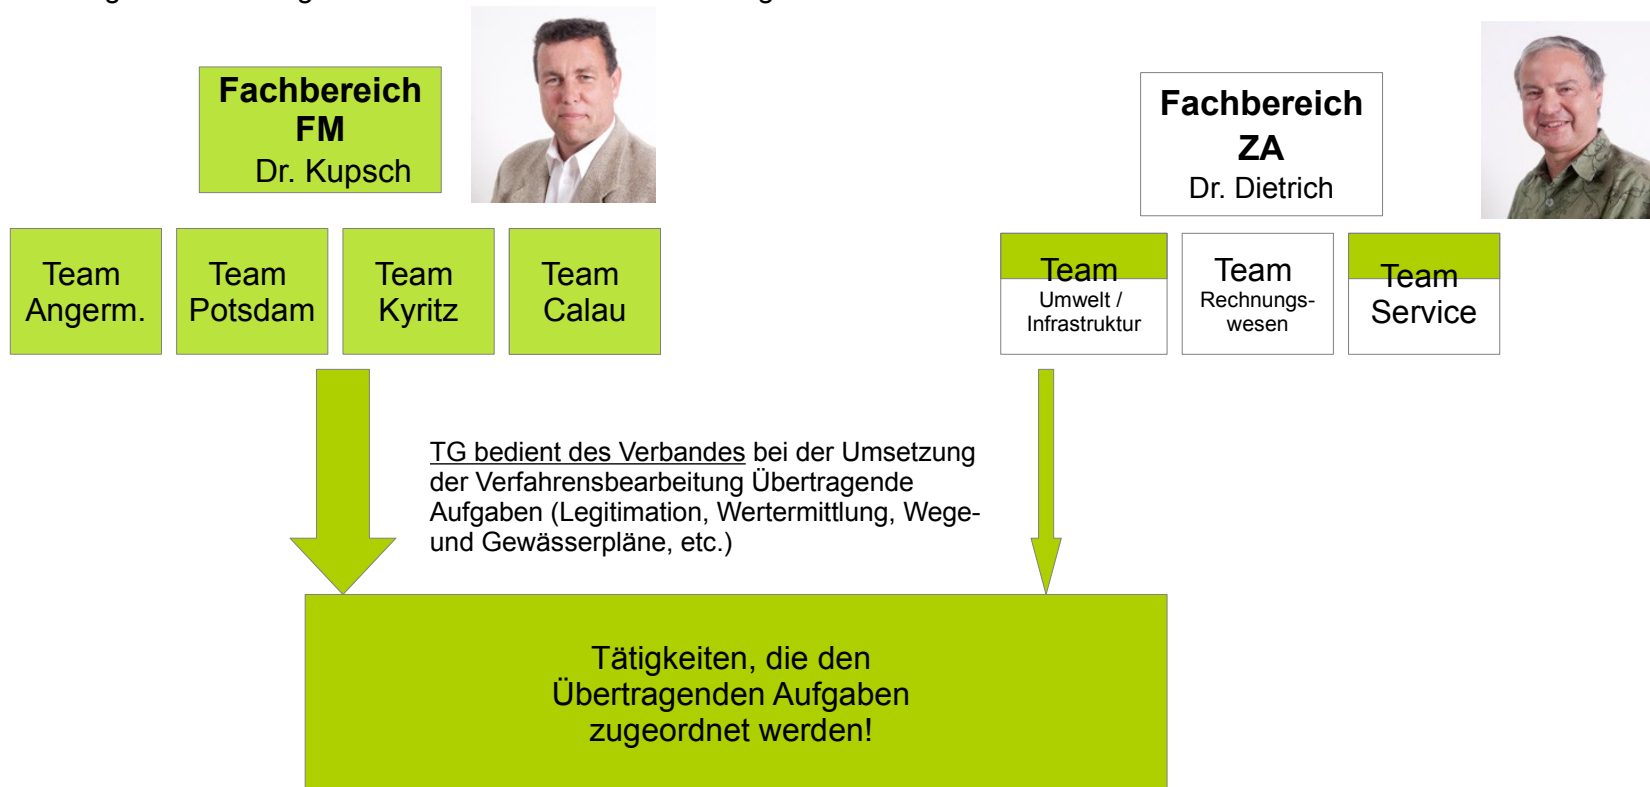 Fachbereich
FM
Dr. Kupsch
Fachbereich
ZA
Dr. Dietrich
Team
Angerm.
Team
Potsdam
Team
Kyritz
Team
Calau
Team
Umwelt /
Infrastruktur
Team
Rechnungs-
wesen
Team
Service
TG bedient des Verbandes bei der Umsetzung
der Verfahrensbearbeitung Übertragende
Aufgaben (Legitimation, Wertermittlung, Wege-
und Gewässerpläne, etc.)
Tätigkeiten, die den
Übertragenden Aufgaben
zugeordnet werden!